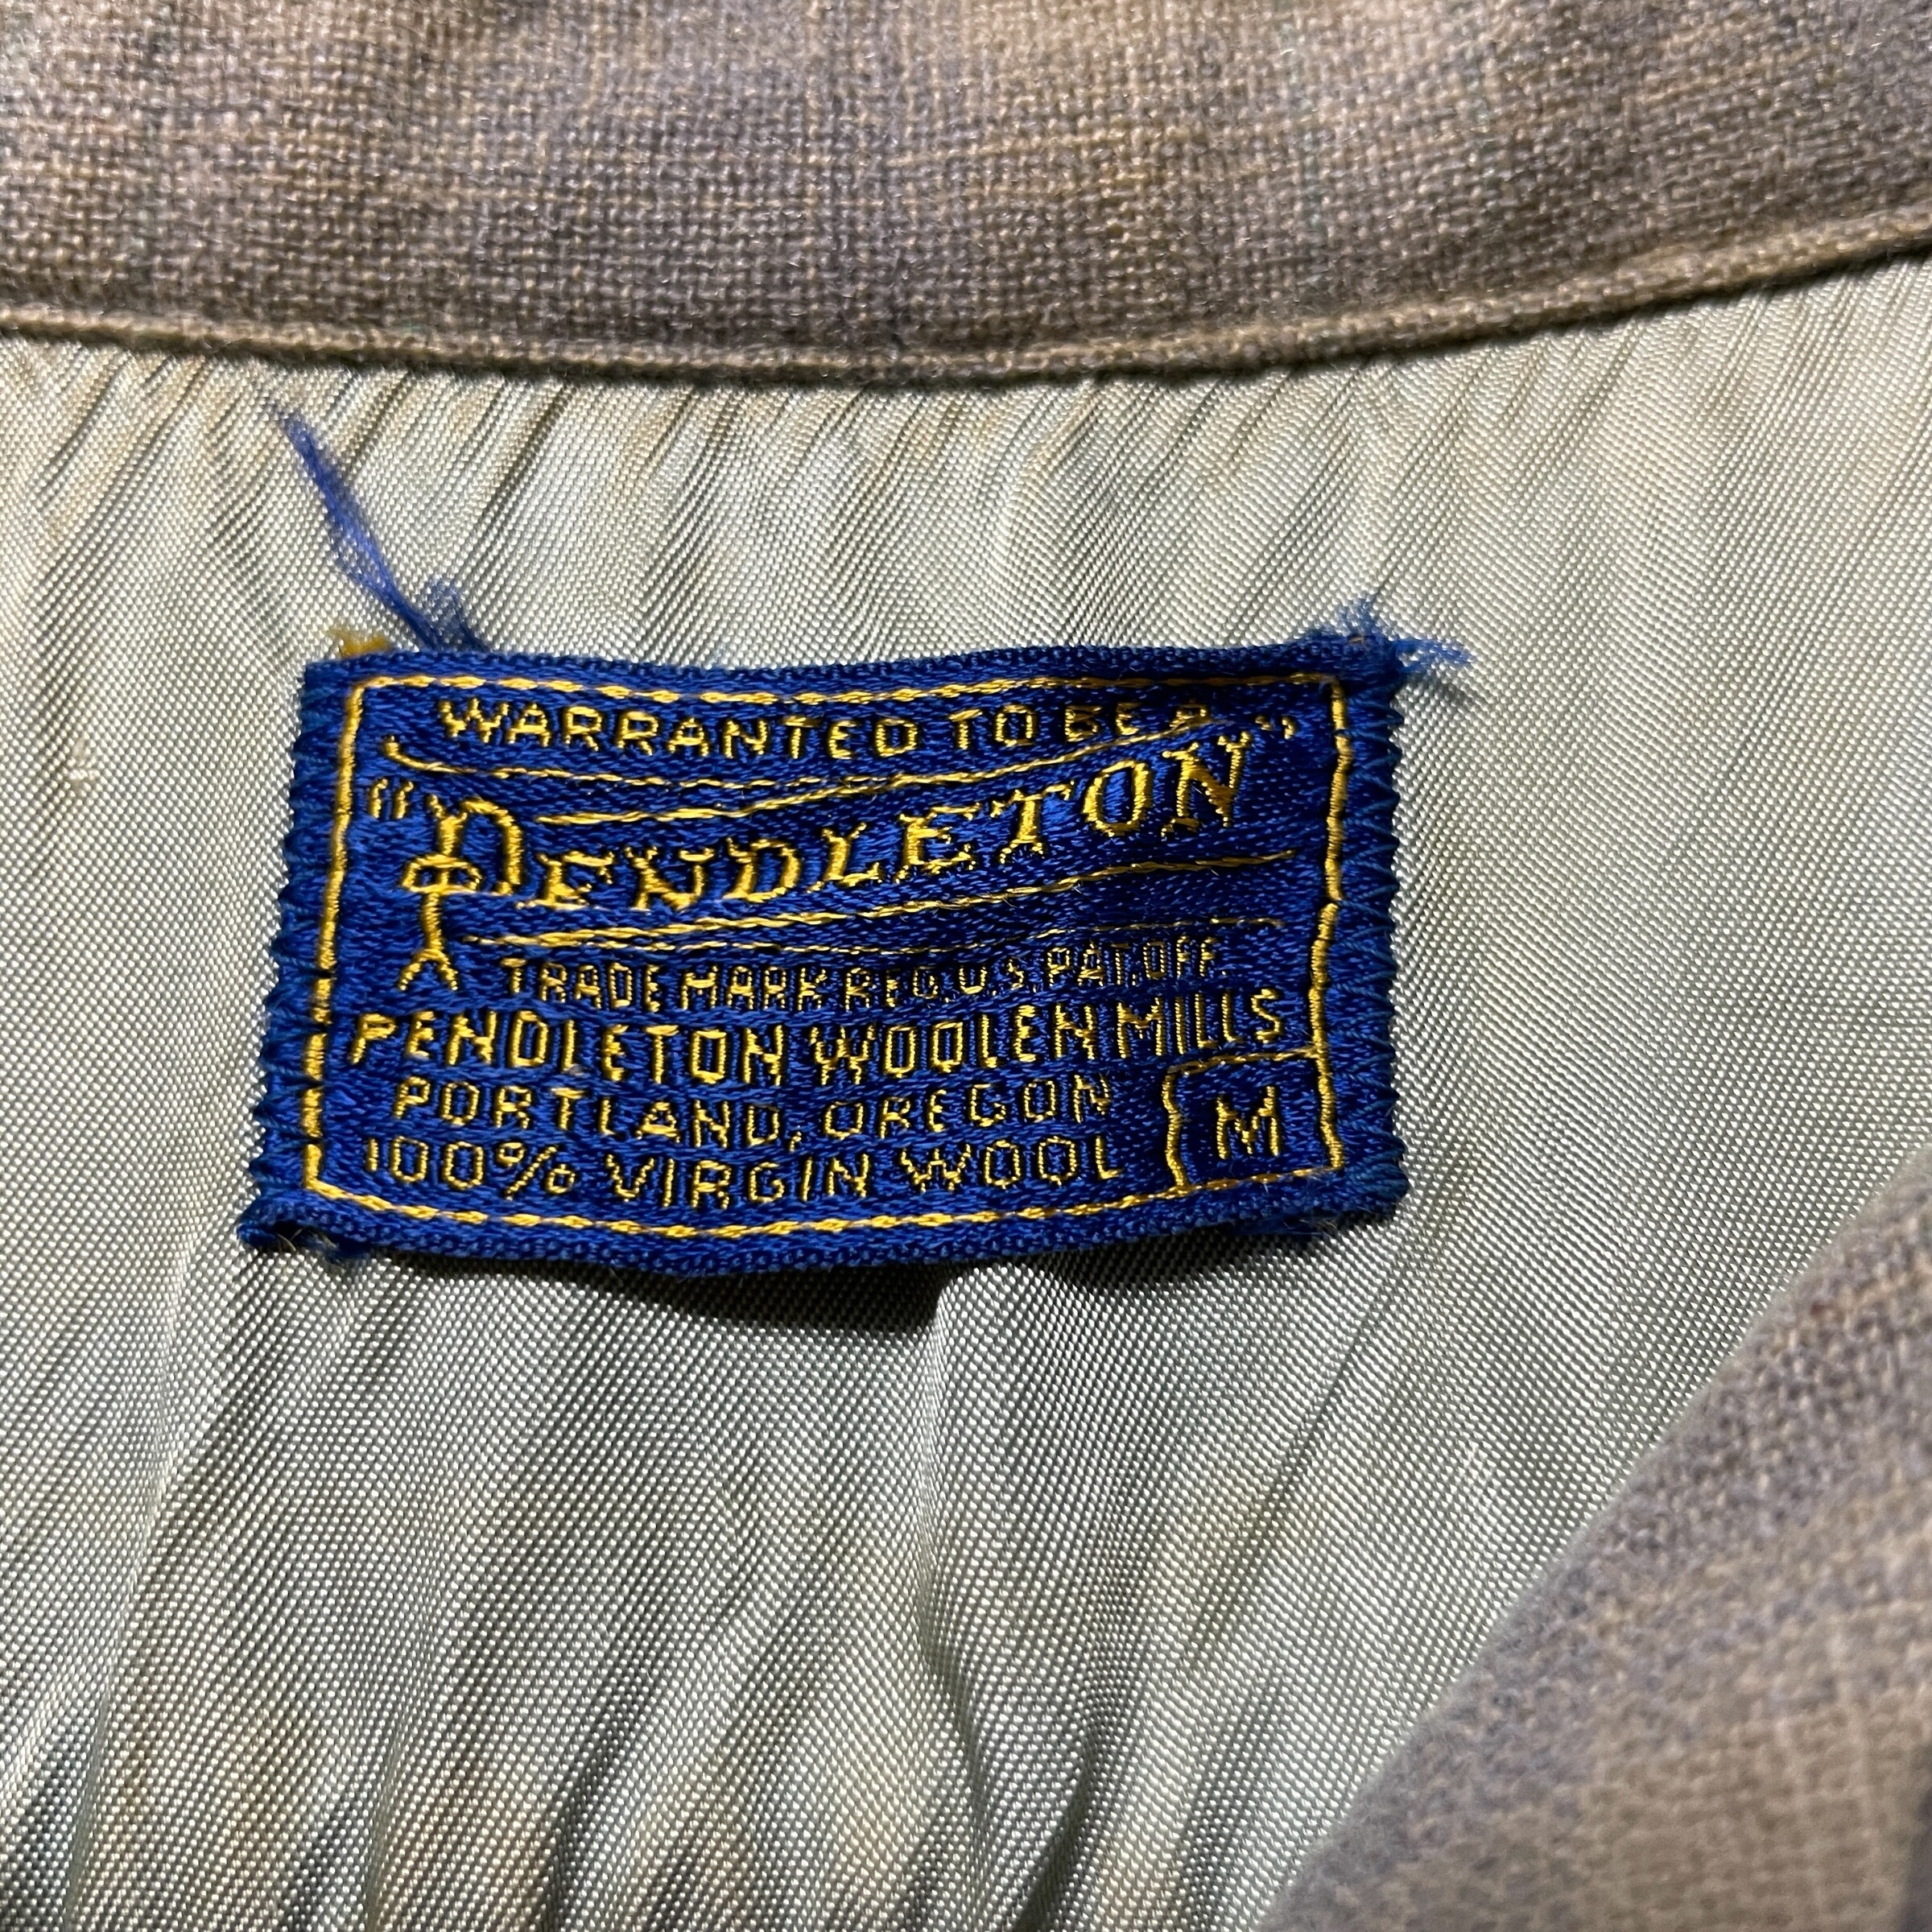 WARRANTED TO BE A
"PENDLETON"
TRADE MARK REG. U.S. PAT. OFF.
PENDLETON WOOLEN MILLS
PORTLAND, OREGON
100% VIRGIN WOOL
M